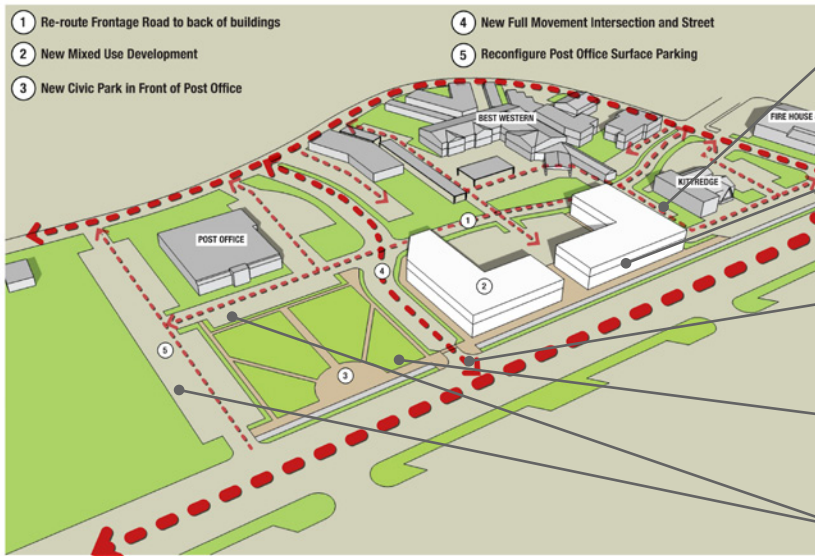 1 Re-route Frontage Road to back of buildings
2 New Mixed Use Development
3 New Civic Park in Front of Post Office
4 New Full Movement Intersection and Street
5 Reconfigure Post Office Surface Parking
BEST WESTERN
FIRE HOUSE
KITTREDGE
POST OFFICE
1
4
2
5
3